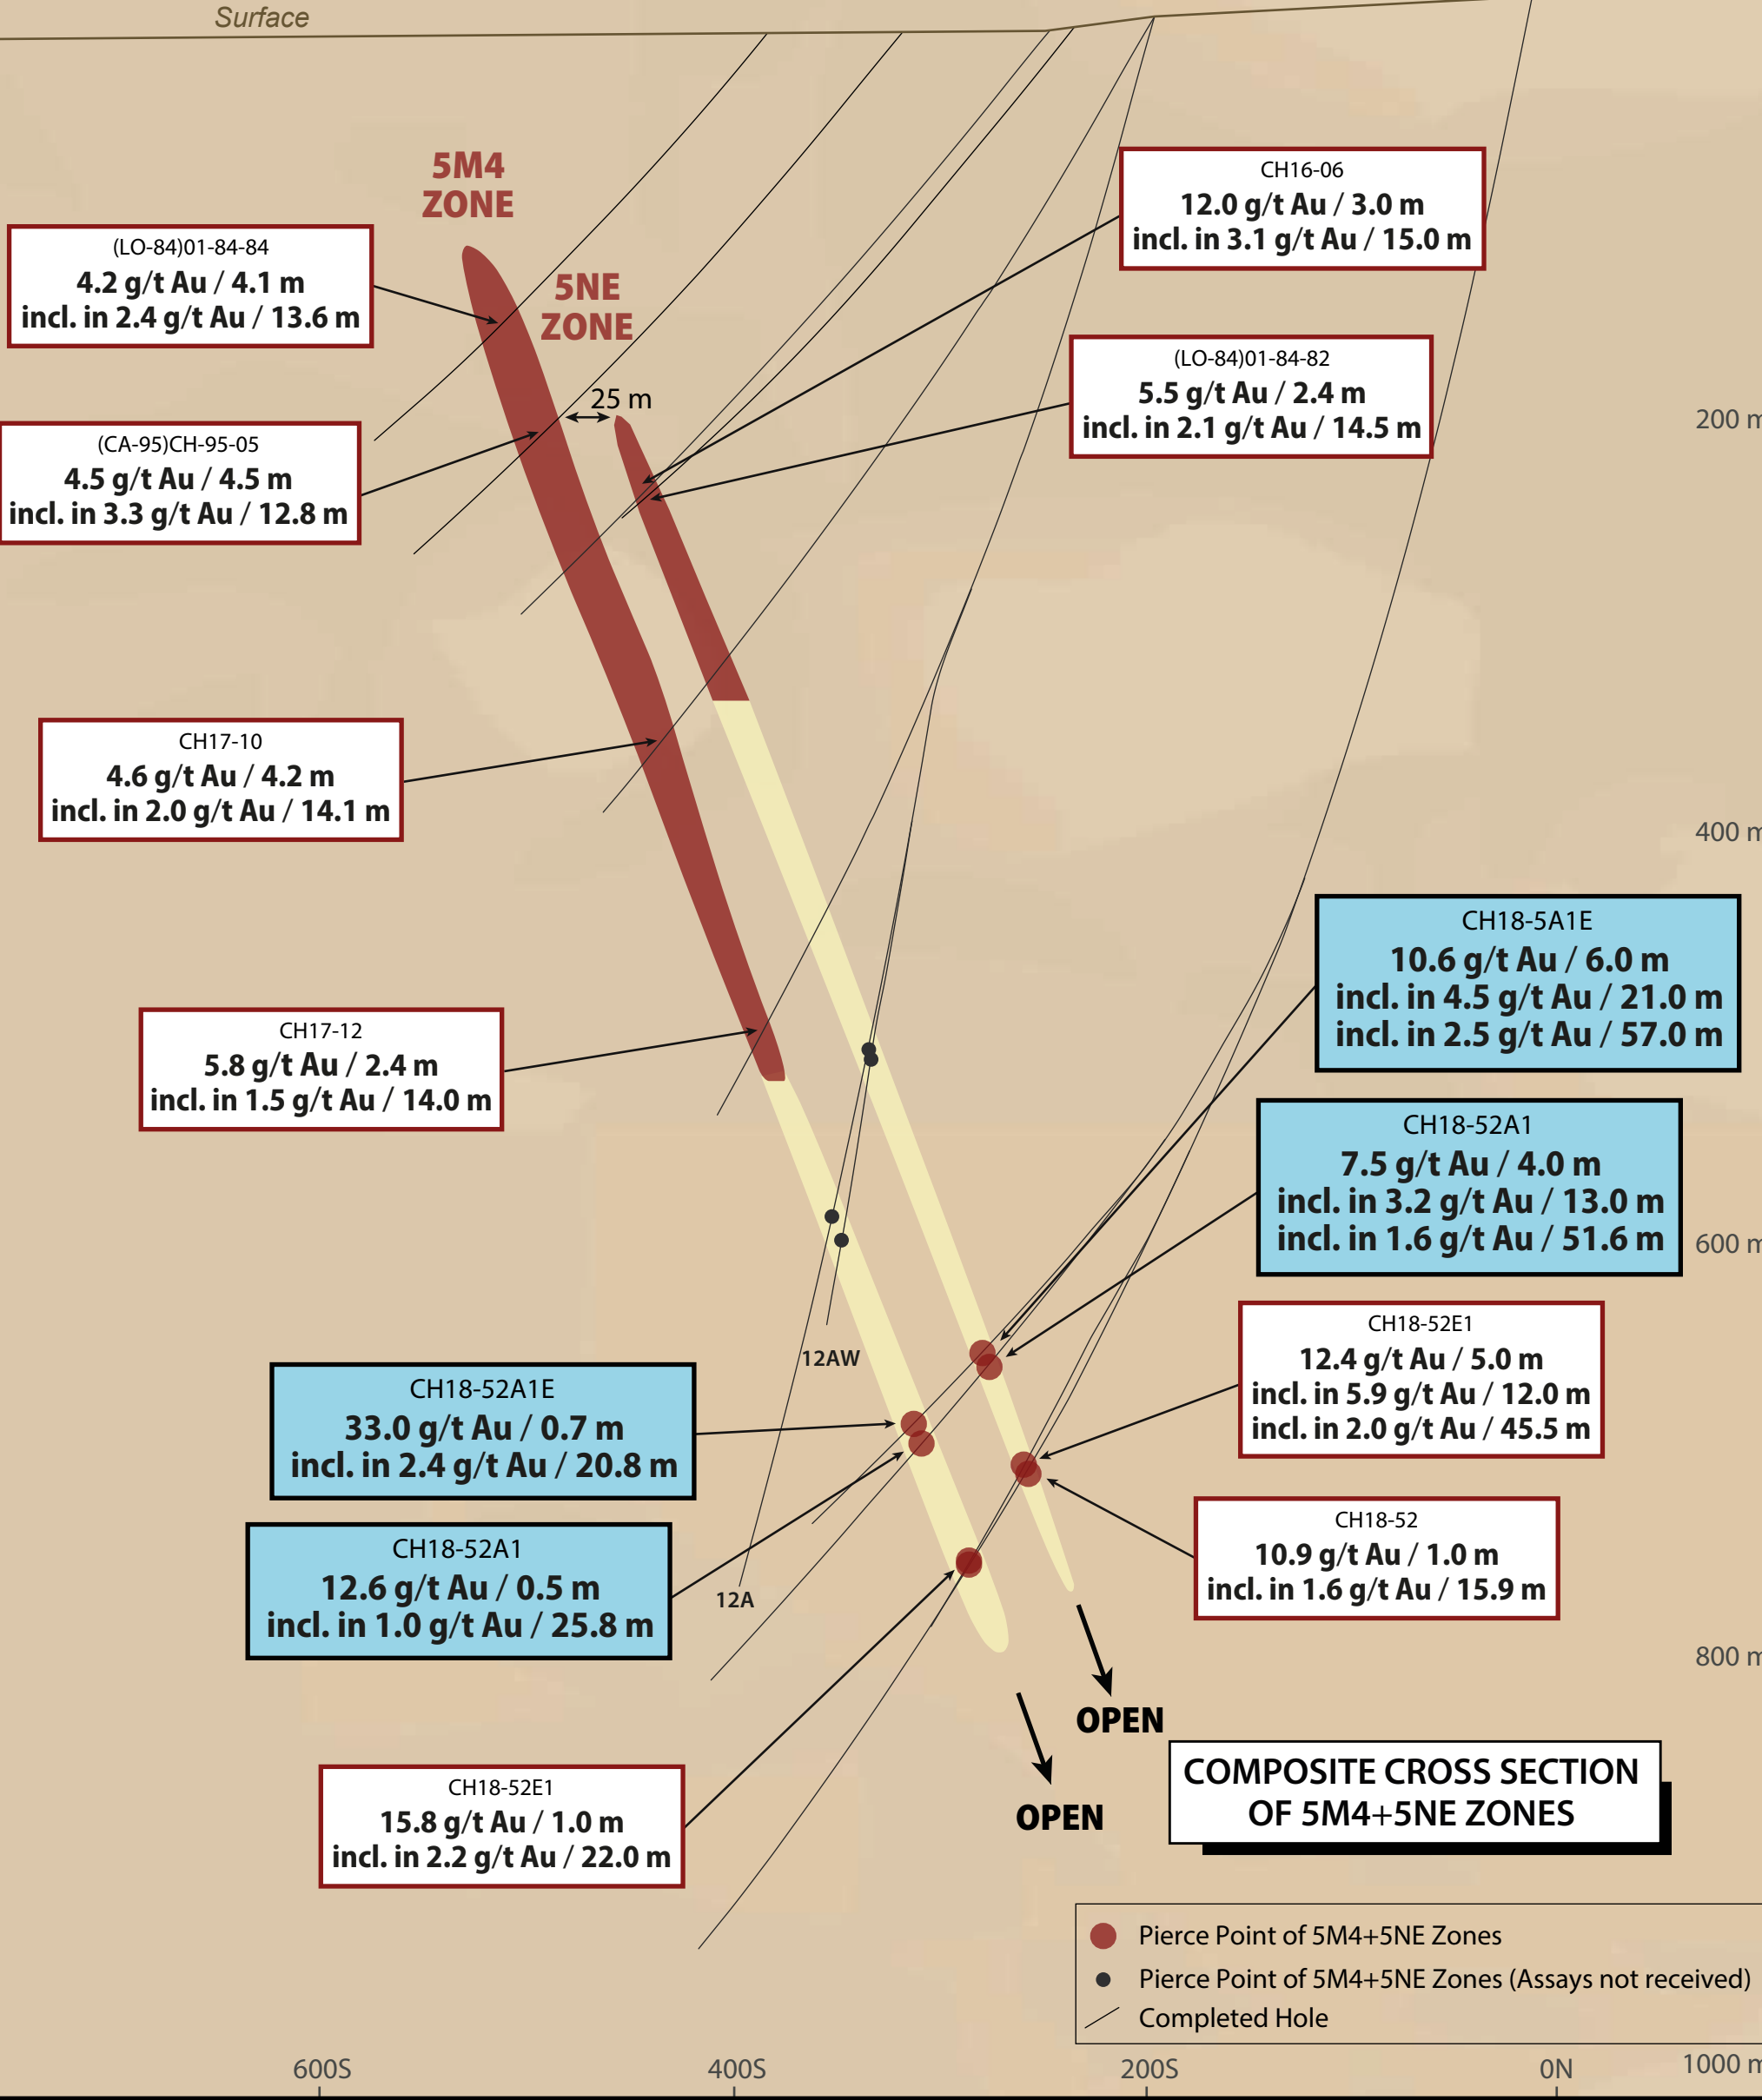 Surface
5M4
ZONE
5NE
ZONE
25 m
(LO-84)01-84-84
4.2 g/t Au / 4.1 m
incl. in 2.4 g/t Au / 13.6 m
(CA-95)CH-95-05
4.5 g/t Au / 4.5 m
incl. in 3.3 g/t Au / 12.8 m
CH16-06
12.0 g/t Au / 3.0 m
incl. in 3.1 g/t Au / 15.0 m
(LO-84)01-84-82
5.5 g/t Au / 2.4 m
incl. in 2.1 g/t Au / 14.5 m
200 m
CH17-10
4.6 g/t Au / 4.2 m
incl. in 2.0 g/t Au / 14.1 m
400 m
CH18-5A1E
10.6 g/t Au / 6.0 m
incl. in 4.5 g/t Au / 21.0 m
incl. in 2.5 g/t Au / 57.0 m
CH17-12
5.8 g/t Au / 2.4 m
incl. in 1.5 g/t Au / 14.0 m
CH18-52A1
7.5 g/t Au / 4.0 m
incl. in 3.2 g/t Au / 13.0 m
incl. in 1.6 g/t Au / 51.6 m
600 m
12AW
CH18-52E1
12.4 g/t Au / 5.0 m
incl. in 5.9 g/t Au / 12.0 m
incl. in 2.0 g/t Au / 45.5 m
CH18-52A1E
33.0 g/t Au / 0.7 m
incl. in 2.4 g/t Au / 20.8 m
CH18-52
10.9 g/t Au / 1.0 m
incl. in 1.6 g/t Au / 15.9 m
CH18-52A1
12.6 g/t Au / 0.5 m
incl. in 1.0 g/t Au / 25.8 m
12A
800 m
OPEN
OPEN
CH18-52E1
15.8 g/t Au / 1.0 m
incl. in 2.2 g/t Au / 22.0 m
COMPOSITE CROSS SECTION
OF 5M4+5NE ZONES
Pierce Point of 5M4+5NE Zones
Pierce Point of 5M4+5NE Zones (Assays not received)
Completed Hole
600S
400S
200S
0N
1000 m